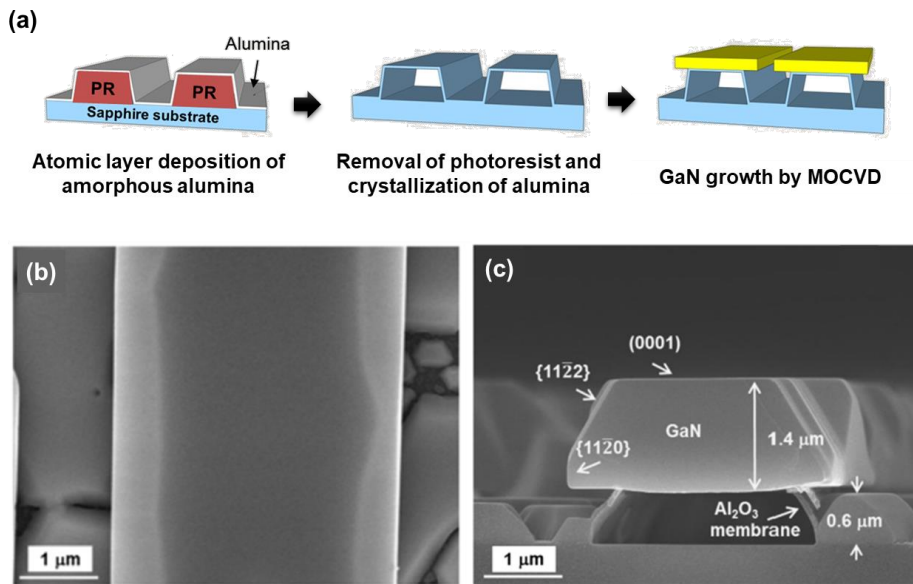 (a)
Alumina
PR
PR
Sapphire substrate
Atomic layer deposition of
amorphous alumina
Removal of photoresist and
crystallization of alumina
GaN growth by MOCVD
(b)
1 μm
(c)
(0001)
{112̅2}
GaN
{112̅0}
1.4 μm
Al₂O₃
membrane
0.6 μm
1 μm